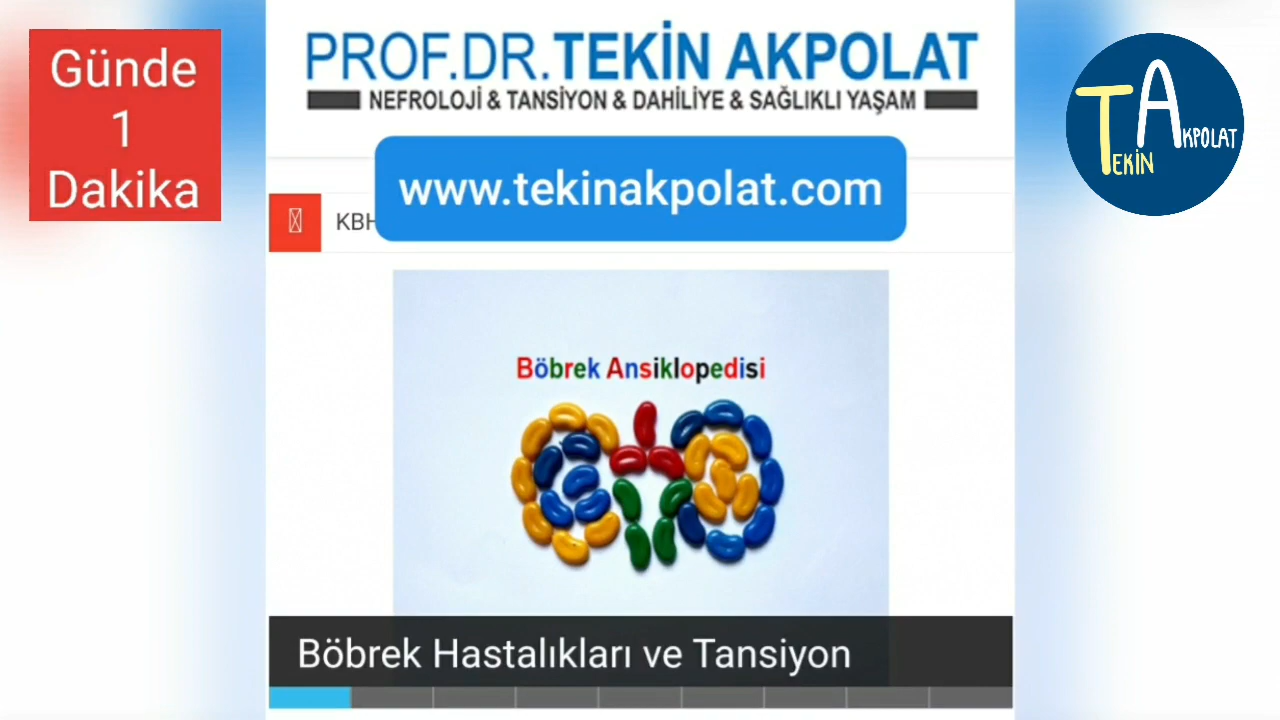 Günde
1
Dakika
PROF.DR.TEKİN AKPOLAT
NEFROLOJİ & TANSİYON & DAHİLİYE & SAĞLIKLI YAŞAM
TEKİN AKPOLAT
www.tekinakpolat.com
KBH
Böbrek Ansiklopedisi
Böbrek Hastalıkları ve Tansiyon